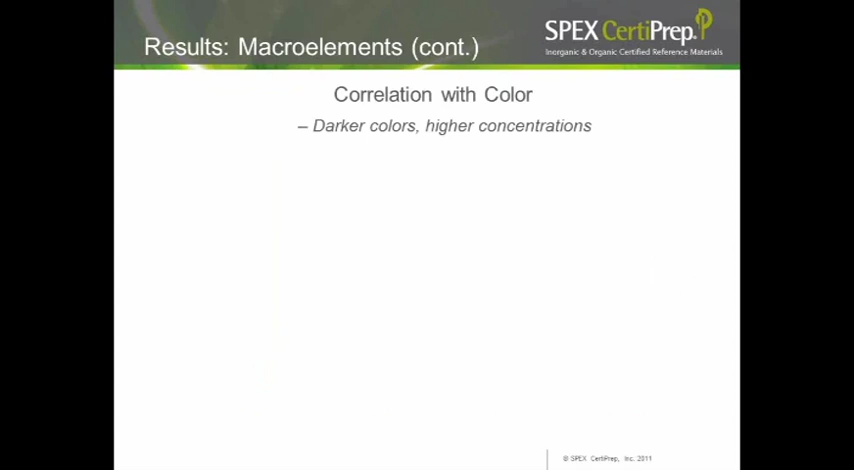 Results: Macroelements (cont.)
SPEX CertiPrep.
Inorganic & Organic Certified Reference Materials
Correlation with Color
– Darker colors, higher concentrations
© SPEX CertiPrep, Inc. 2011